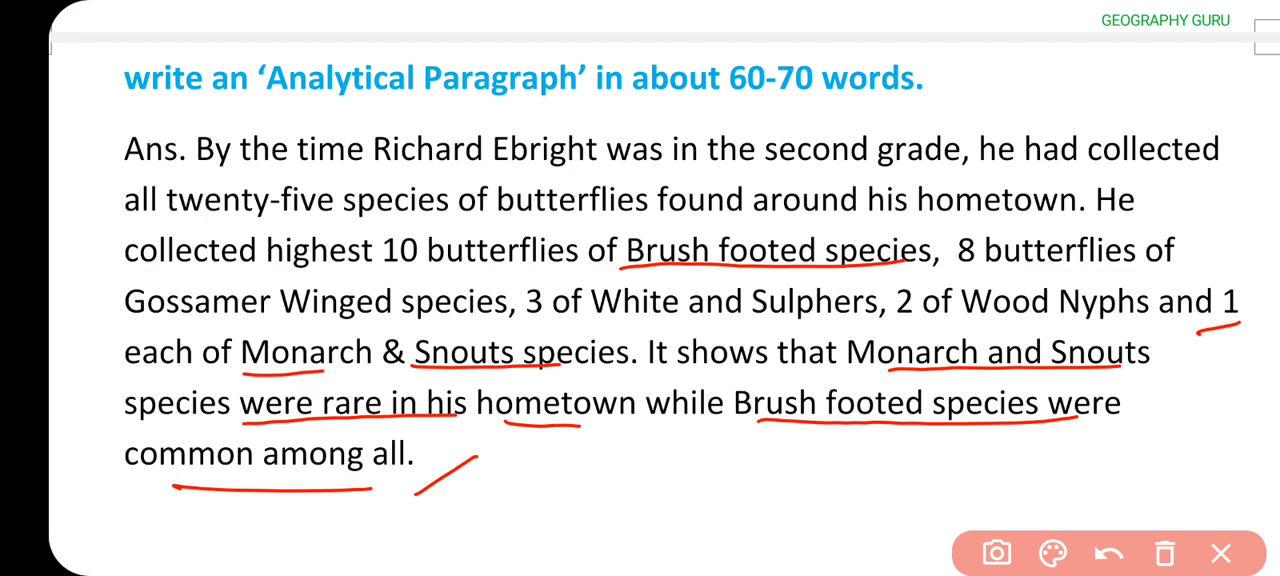 GEOGRAPHY GURU
write an ‘Analytical Paragraph’ in about 60-70 words.
Ans. By the time Richard Ebright was in the second grade, he had collected
all twenty-five species of butterflies found around his hometown. He
collected highest 10 butterflies of Brush footed species, 8 butterflies of
Gossamer Winged species, 3 of White and Sulphers, 2 of Wood Nyphs and 1
each of Monarch & Snouts species. It shows that Monarch and Snouts
species were rare in his hometown while Brush footed species were
common among all.